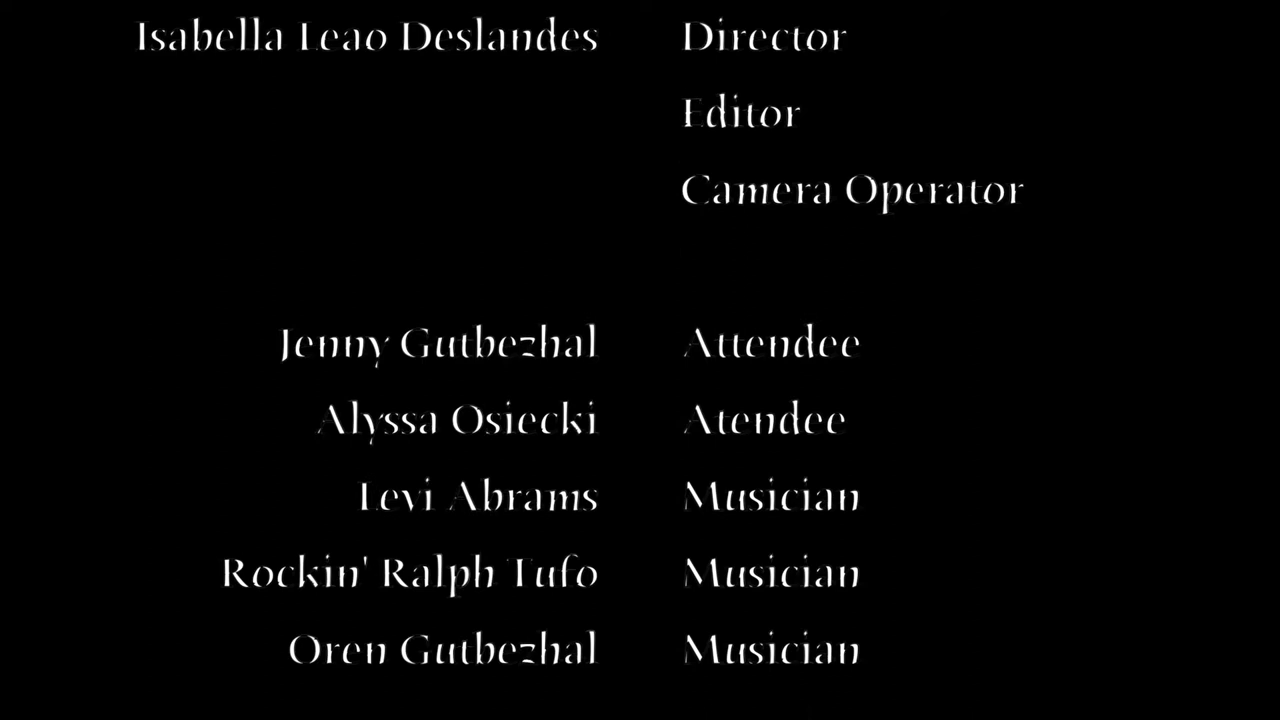 Isabella Leao Deslandes Director
Editor
Camera Operator
Jenny Gutbezhal Attendee
Alyssa Osiecki Atendee
Levi Abrams Musician
Rockin' Ralph Tufo Musician
Oren Gutbezhal Musician